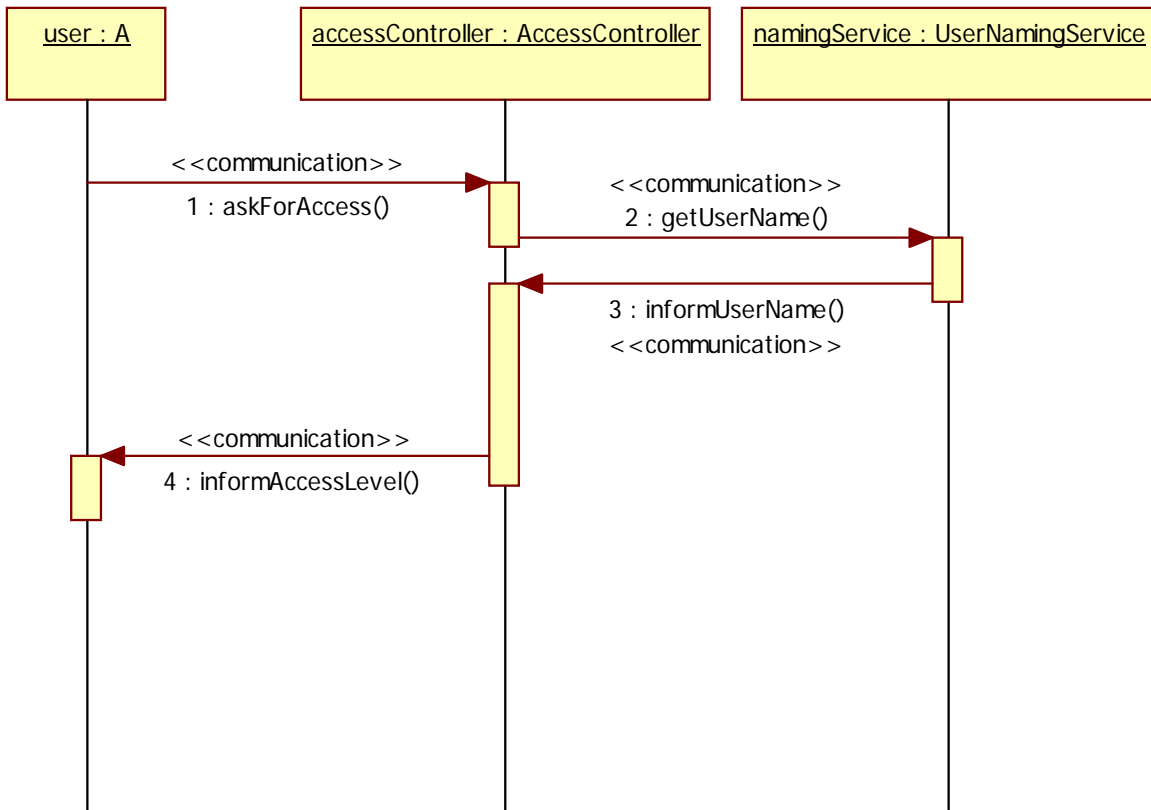 user : A
accessController : AccessController
namingService : UserNamingService
<<communication>>
1 : askForAccess()
<<communication>>
2 : getUserName()
3 : informUserName()
<<communication>>
<<communication>>
4 : informAccessLevel()